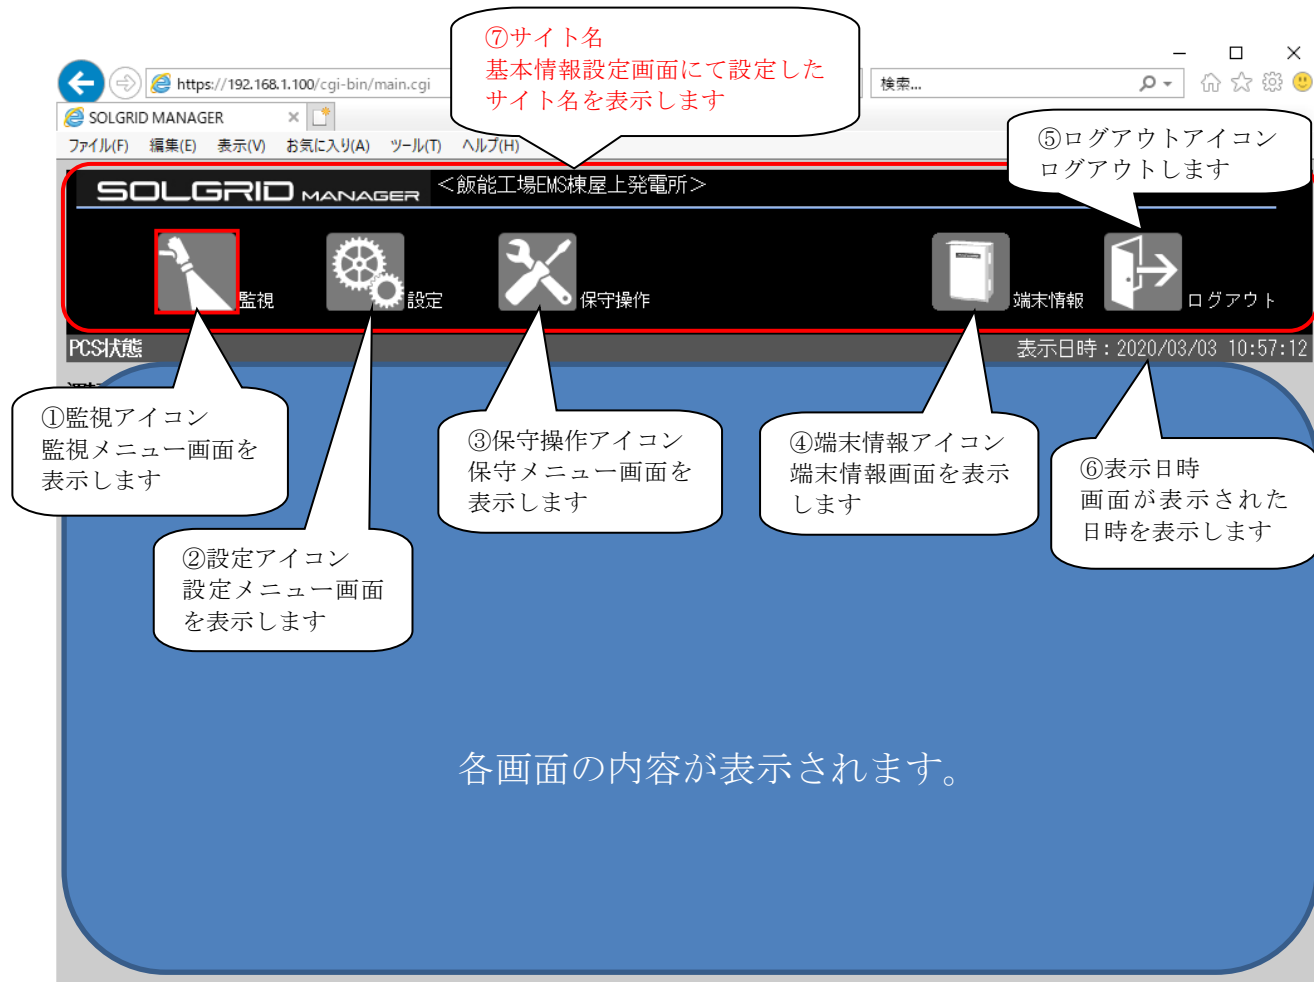 ⑦サイト名
基本情報設定画面にて設定した
サイト名を表示します
https://192.168.1.100/cgi-bin/main.cgi
検索...
SOLGRID MANAGER
ファイル(F) 編集(E) 表示(V) お気に入り(A) ツール(T) ヘルプ(H)
⑤ログアウトアイコン
ログアウトします
SOLGRID MANAGER
＜飯能工場EMS棟屋上発電所＞
監視
設定
保守操作
端末情報
ログアウト
PCS状態
表示日時：2020/03/03 10:57:12
①監視アイコン
監視メニュー画面を
表示します
③保守操作アイコン
保守メニュー画面を
表示します
④端末情報アイコン
端末情報画面を表示
します
⑥表示日時
画面が表示された
日時を表示します
②設定アイコン
設定メニュー画面
を表示します
各画面の内容が表示されます。